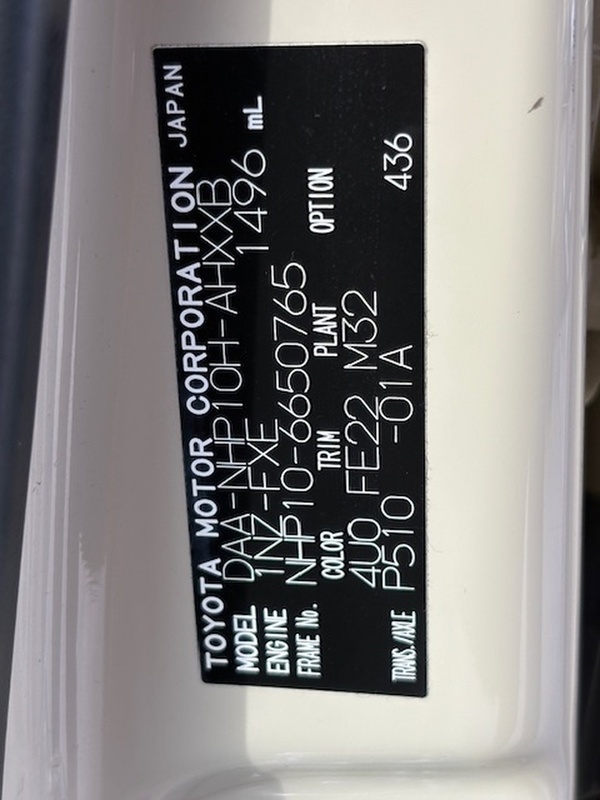 TOYOTA MOTOR CORPORATION JAPAN
MODEL DAA-NHP10H-AHXXB
ENGINE 1NZ-FXE 1496 mL
FRAME No. NHP10-6650765
COLOR TRIM PLANT OPTION
4U0 FE22 M32
TRANS./AXLE P510 -01A 436